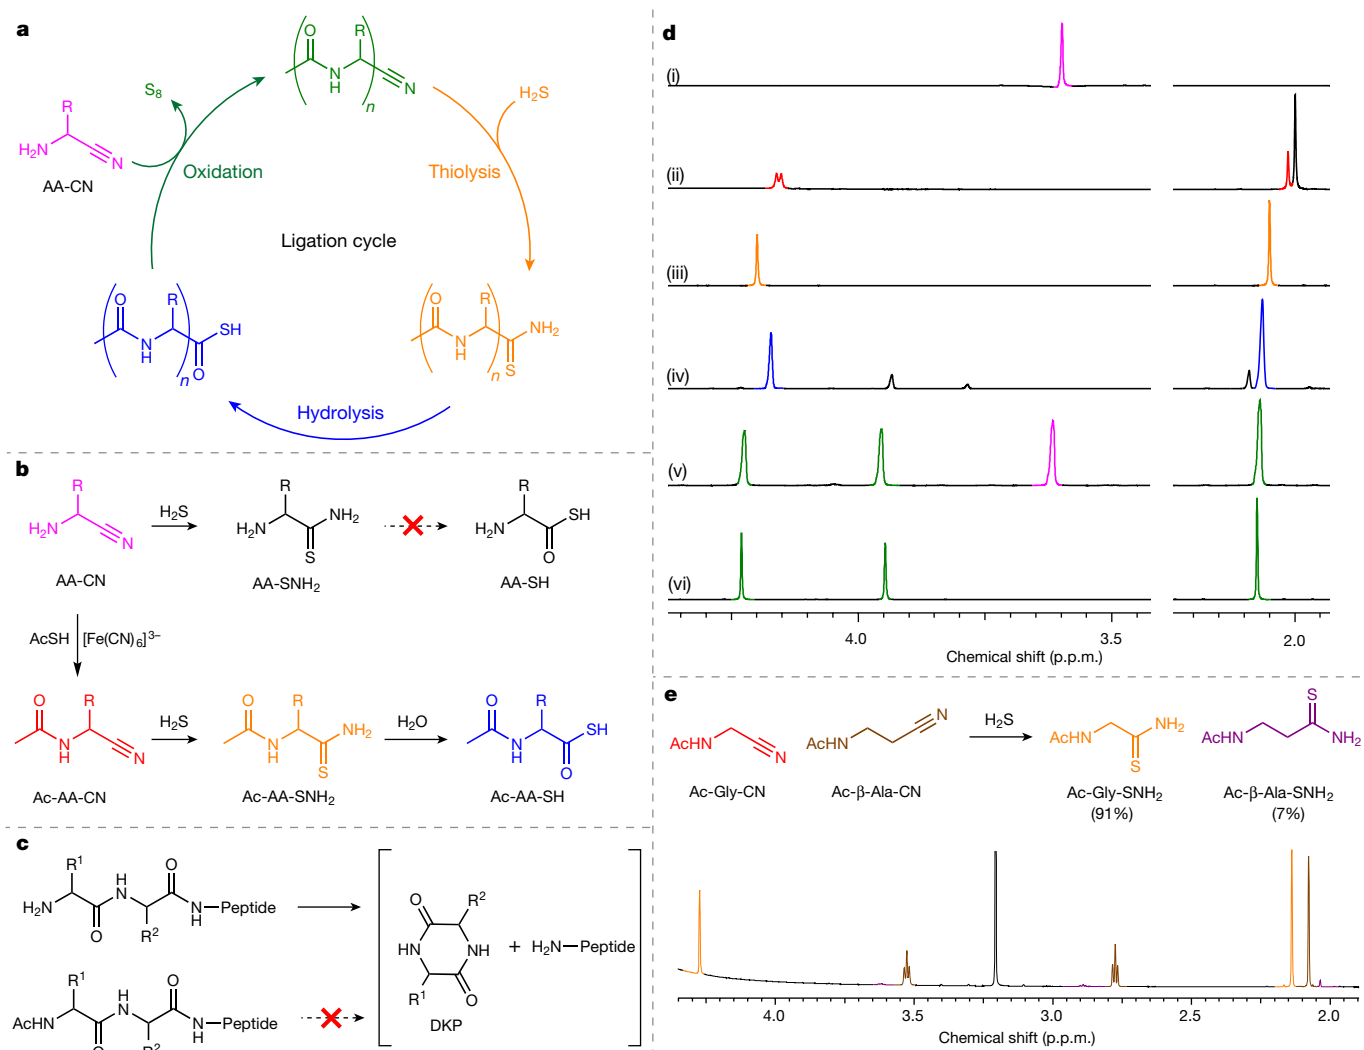 a
O
R
N
H
N
n
S8
H2S
R
H2N
N
AA-CN
Oxidation
Thiolysis
Ligation cycle
O
R
SH
N
H
O
n
O
R
NH2
N
H
S
n
Hydrolysis
b
R
H2N
N
AA-CN
H2S
R
H2N
NH2
S
AA-SNH2
R
H2N
SH
O
AA-SH
AcSH
[Fe(CN)6]3–
O
R
N
H
N
Ac-AA-CN
H2S
O
R
N
H
NH2
S
Ac-AA-SNH2
H2O
O
R
N
H
SH
O
Ac-AA-SH
c
R1
H2N
O
H
N
R2
O
N
H
Peptide
O
R2
HN
NH
R1
O
DKP
+
H2N
Peptide
R1
AcHN
O
H
N
R2
O
N
H
Peptide
d
(i)
(ii)
(iii)
(iv)
(v)
(vi)
4.0
3.5
2.0
Chemical shift (p.p.m.)
e
AcHN
N
Ac-Gly-CN
AcHN
N
Ac-β-Ala-CN
H2S
AcHN
NH2
S
Ac-Gly-SNH2
(91%)
S
AcHN
NH2
Ac-β-Ala-SNH2
(7%)
4.0
3.5
3.0
2.5
2.0
Chemical shift (p.p.m.)